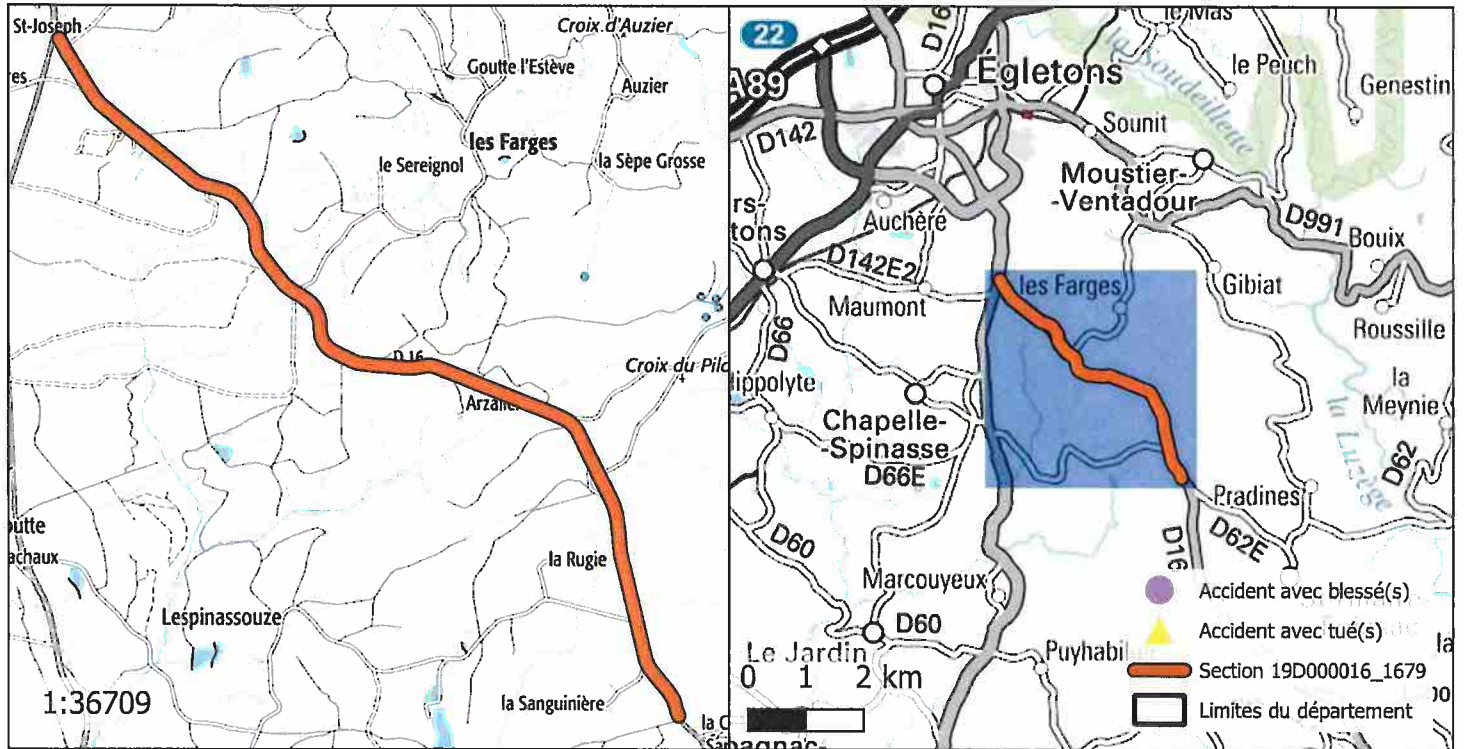 St-Joseph
Croix d'Auzier
Goutte l'Estève
Auzier
les Farges
le Sereignol
la Sèpe Grosse
D 16
Croix du
la Rugie
Lespinassouze
la Sanguinière
1:36709
22
A89
D16
Égletons
le Mas
la Soudeillette
le Peuch
Genestin
D142
Sounit
Moustier-
-Ventadour
Auchère
D991
Bouix
D142E2
les Farges
Gibiat
Maumont
D66
Roussille
la
Meynie
Chapelle-
-Spinasse
D66E
la Luzège
D62
Pradines
D60
D16
D62E
Marcouyeux
D60
Le Jardin
0 1 2 km
Accident avec blessé(s)
Accident avec tué(s)
Section 19D000016_1679
Limites du département